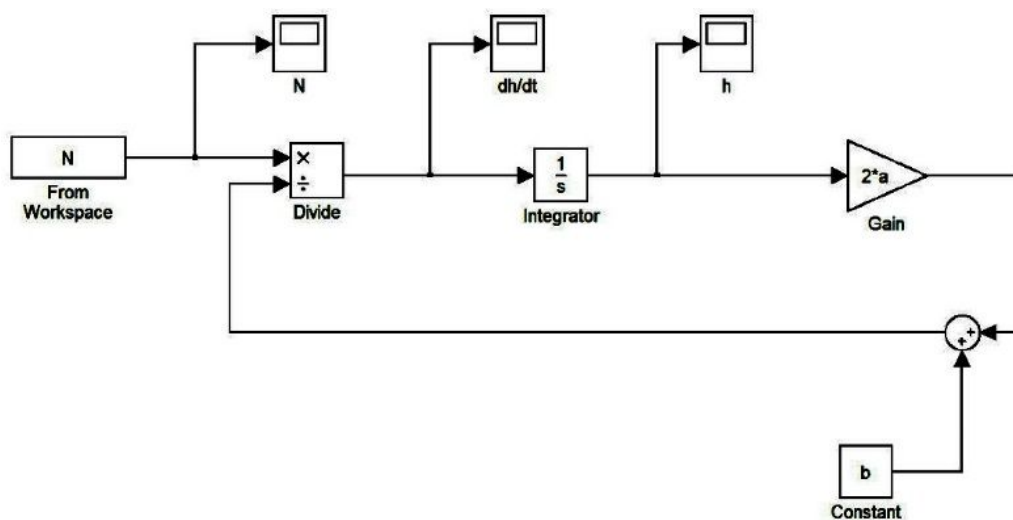 N
dh/dt
h
N
From
Workspace
×
÷
Divide
1
s
Integrator
2*a
Gain
+
+
b
Constant